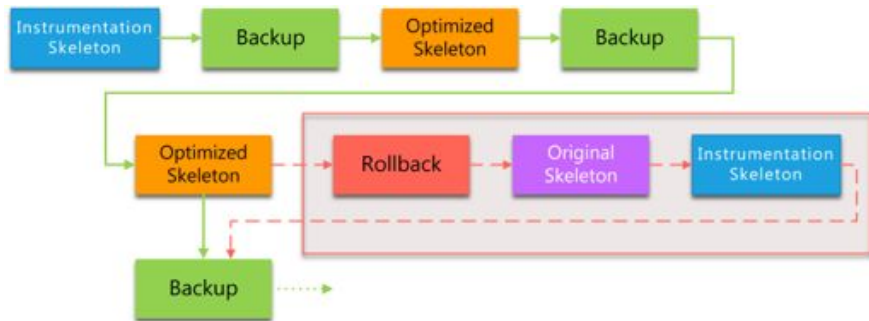 Instrumentation
Skeleton
Backup
Optimized
Skeleton
Backup
Optimized
Skeleton
Rollback
Original
Skeleton
Instrumentation
Skeleton
Backup